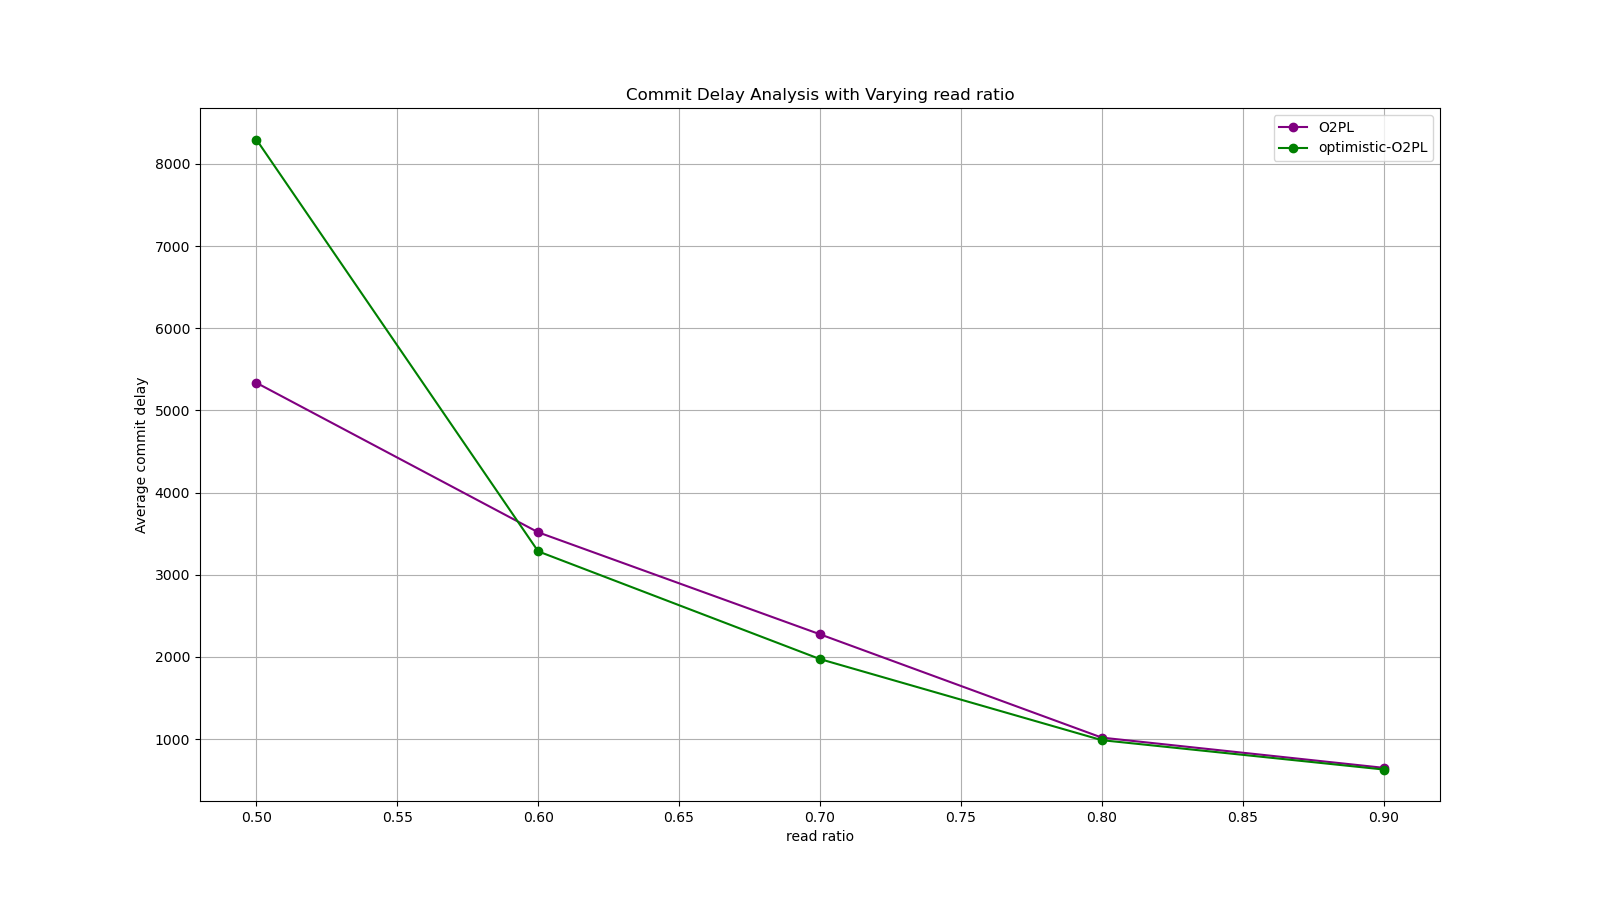 Commit Delay Analysis with Varying read ratio
O2PL
optimistic-O2PL
8000
7000
6000
5000
4000
3000
2000
1000
Average commit delay
0.50 0.55 0.60 0.65 0.70 0.75 0.80 0.85 0.90
read ratio